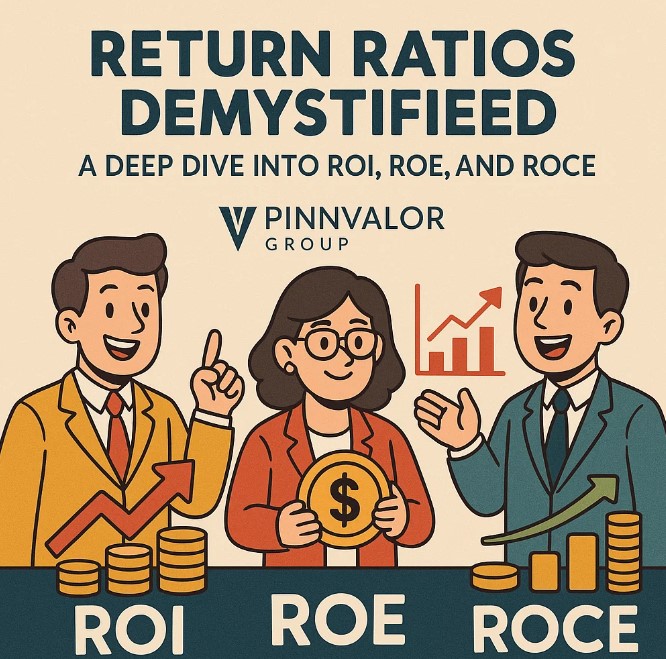 RETURN RATIOS
DEMYSTIFIEED
A DEEP DIVE INTO ROI, ROE, AND ROCE
PINNVALOR
GROUP
$
ROI
ROE
ROCE